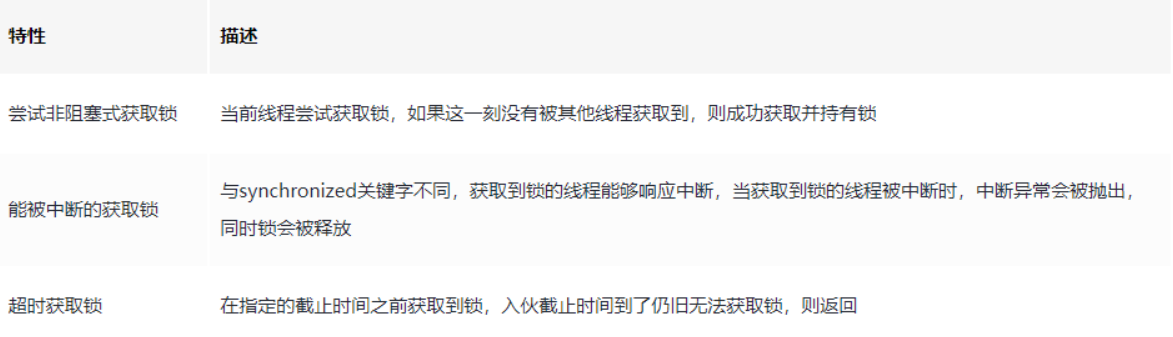 特性 描述
尝试非阻塞式获取锁 当前线程尝试获取锁，如果这一刻没有被其他线程获取到，则成功获取并持有锁
能被中断的获取锁 与synchronized关键字不同，获取到锁的线程能够响应中断，当获取到锁的线程被中断时，中断异常会被抛出，
同时锁会被释放
超时获取锁 在指定的截止时间之前获取到锁，入伙截止时间到了仍旧无法获取锁，则返回